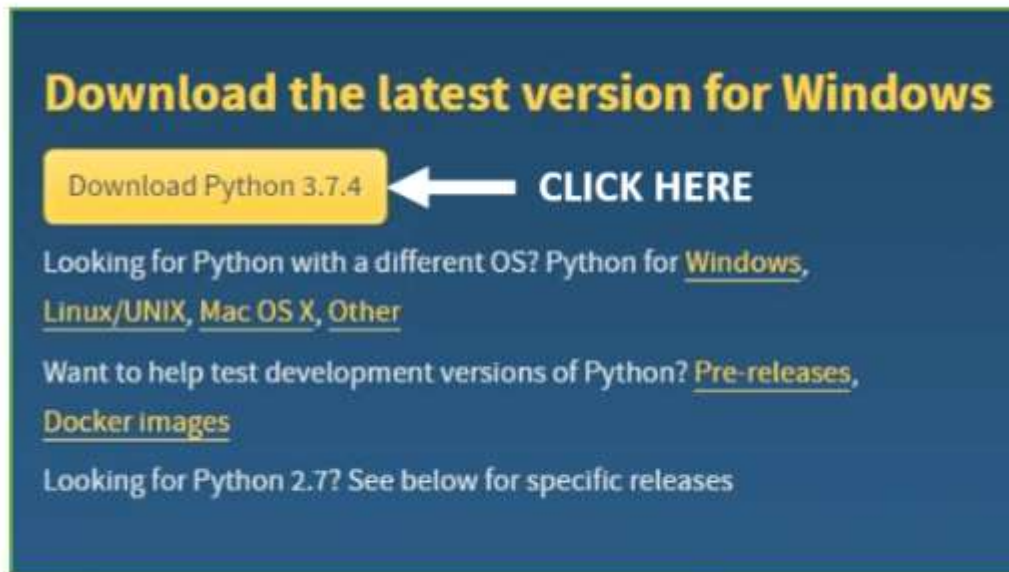 Download the latest version for Windows
Download Python 3.7.4
CLICK HERE
Looking for Python with a different OS? Python for Windows,
Linux/UNIX, Mac OS X, Other
Want to help test development versions of Python? Pre-releases,
Docker images
Looking for Python 2.7? See below for specific releases